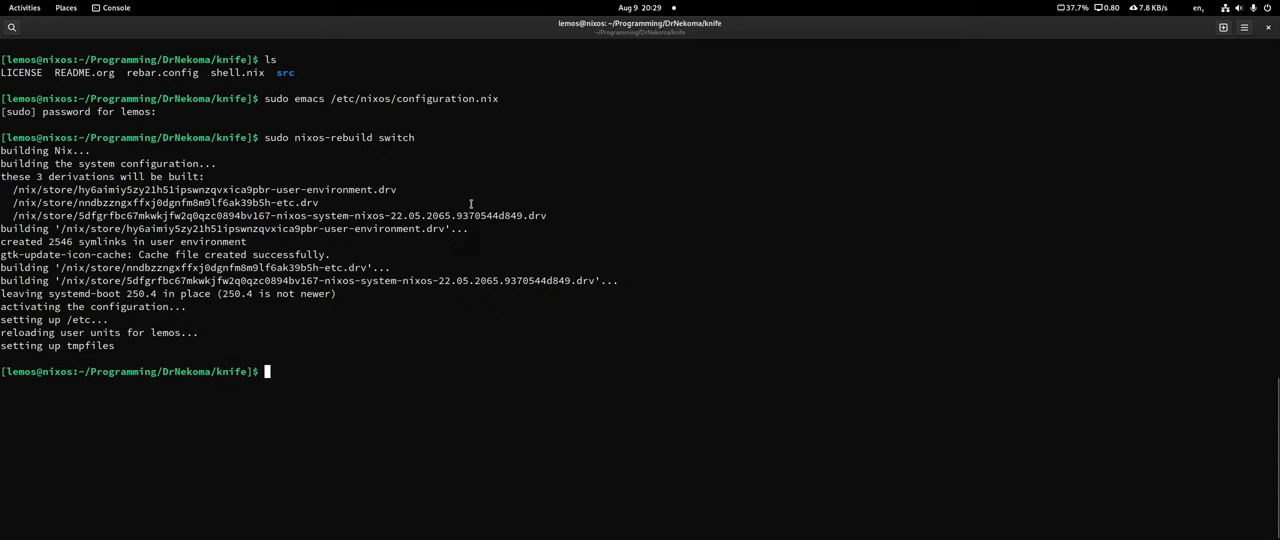 Activities Places Console Aug 9 20:29 37.7% 0.80 7.8 KB/s en,
lemos@nixos: ~/Programming/DrNekoma/knife
~/Programming/DrNekoma/knife
[lemos@nixos:~/Programming/DrNekoma/knife]$ ls
LICENSE README.org rebar.config shell.nix src
[lemos@nixos:~/Programming/DrNekoma/knife]$ sudo emacs /etc/nixos/configuration.nix
[sudo] password for lemos:
[lemos@nixos:~/Programming/DrNekoma/knife]$ sudo nixos-rebuild switch
building Nix...
building the system configuration...
these 3 derivations will be built:
/nix/store/hy6aimiy5zy21h51ipswnzqvxica9pbr-user-environment.drv
/nix/store/nndbzzngxffxj0dgnfm8m9lf6ak39b5h-etc.drv
/nix/store/5dfgrfbc67mkwkjfw2q0qzc0894bv167-nixos-system-nixos-22.05.2065.9370544d849.drv
building '/nix/store/hy6aimiy5zy21h51ipswnzqvxica9pbr-user-environment.drv'...
created 2546 symlinks in user environment
gtk-update-icon-cache: Cache file created successfully.
building '/nix/store/nndbzzngxffxj0dgnfm8m9lf6ak39b5h-etc.drv'...
building '/nix/store/5dfgrfbc67mkwkjfw2q0qzc0894bv167-nixos-system-nixos-22.05.2065.9370544d849.drv'...
leaving systemd-boot 250.4 in place (250.4 is not newer)
activating the configuration...
setting up /etc...
reloading user units for lemos...
setting up tmpfiles
[lemos@nixos:~/Programming/DrNekoma/knife]$